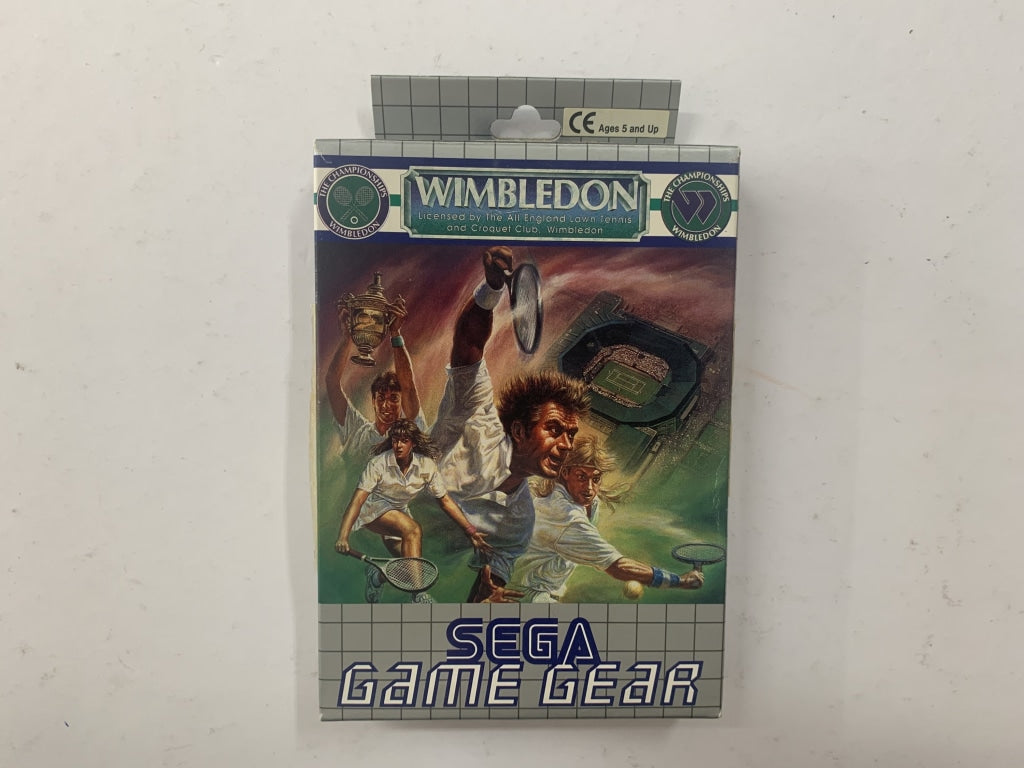 CE Ages 5 and Up
THE CHAMPIONSHIPS
WIMBLEDON
WIMBLEDON
Licensed by The All England Lawn Tennis
and Croquet Club, Wimbledon
THE CHAMPIONSHIPS
WIMBLEDON
SEGA
GAME GEAR